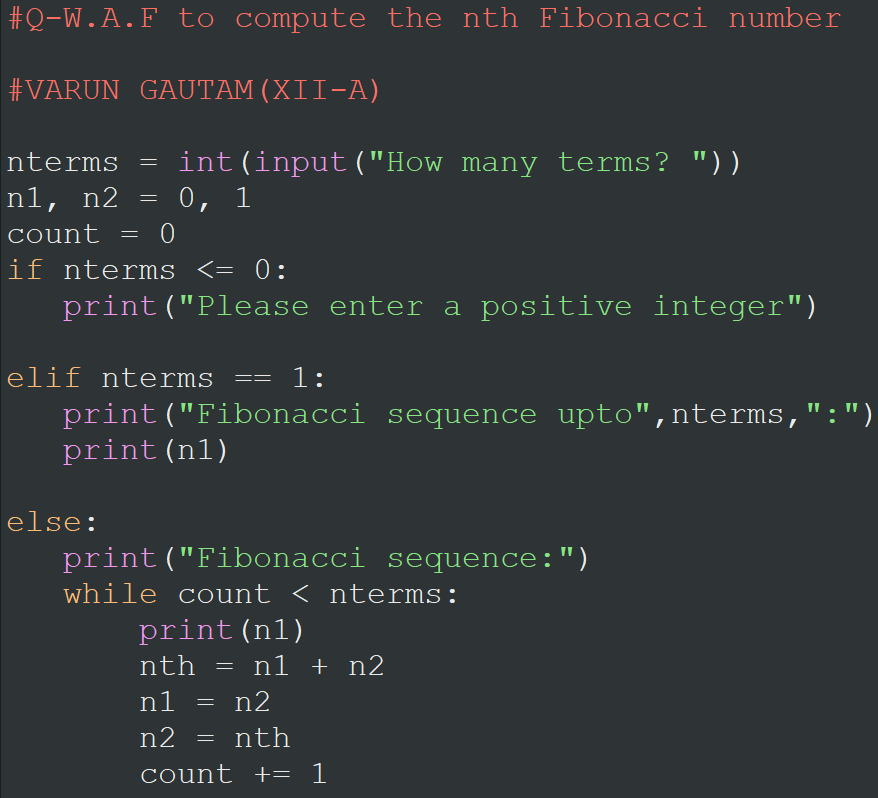 #Q-W.A.F to compute the nth Fibonacci number
#VARUN GAUTAM(XII-A)
nterms = int(input("How many terms? "))
n1, n2 = 0, 1
count = 0
if nterms <= 0:
   print("Please enter a positive integer")
elif nterms == 1:
   print("Fibonacci sequence upto",nterms,":")
   print(n1)
else:
   print("Fibonacci sequence:")
   while count < nterms:
       print(n1)
       nth = n1 + n2
       n1 = n2
       n2 = nth
       count += 1